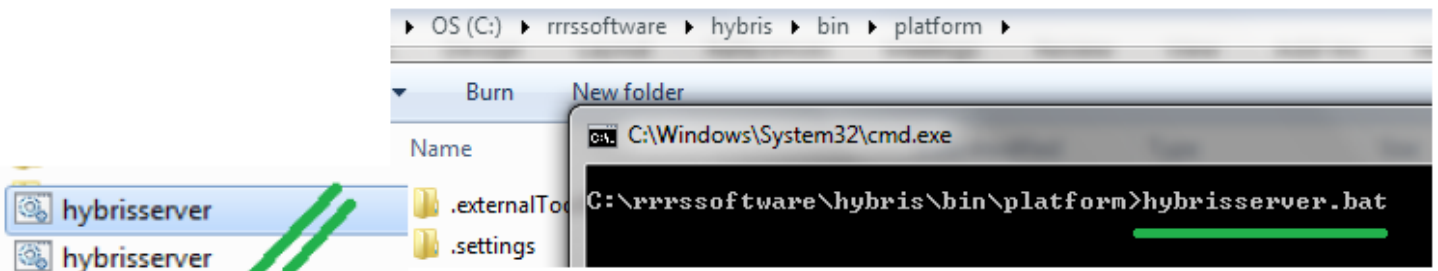 OS (C:) rrrssoftware hybris bin platform
Burn New folder
C:\Windows\System32\cmd.exe
Name
hybrisserver
.externalToo
C:\rrrssoftware\hybris\bin\platform>hybrisserver.bat
hybrisserver
.settings